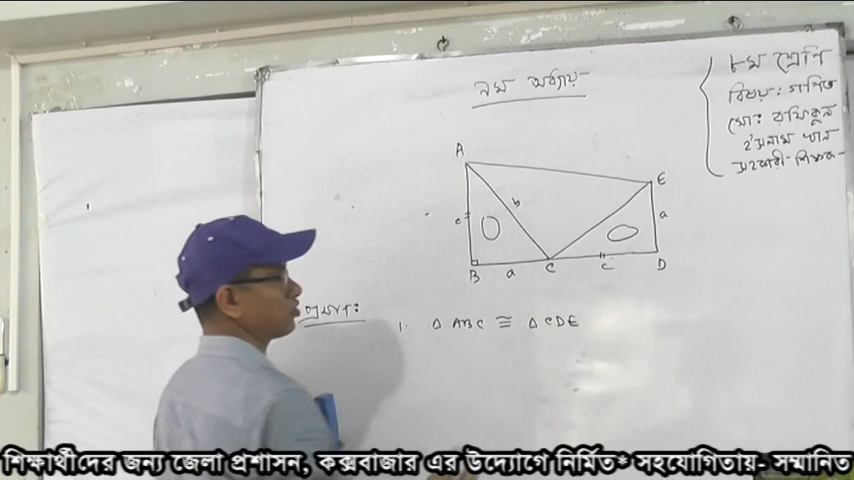 ৯ম অধ্যায়
৮ম শ্রেণি
বিষয়: গণিত
মো: রফিকুল
ইসলাম খান
সহকারী-শিক্ষক-
A
E
b
c
a
B
a
C
c
D
প্রমাণ:
1. Δ ABC ≅ Δ CDE
শিক্ষার্থীদের জন্য জেলা প্রশাসন, কক্সবাজার এর উদ্যোগে নির্মিত* সহযোগিতায়- সম্মানিত